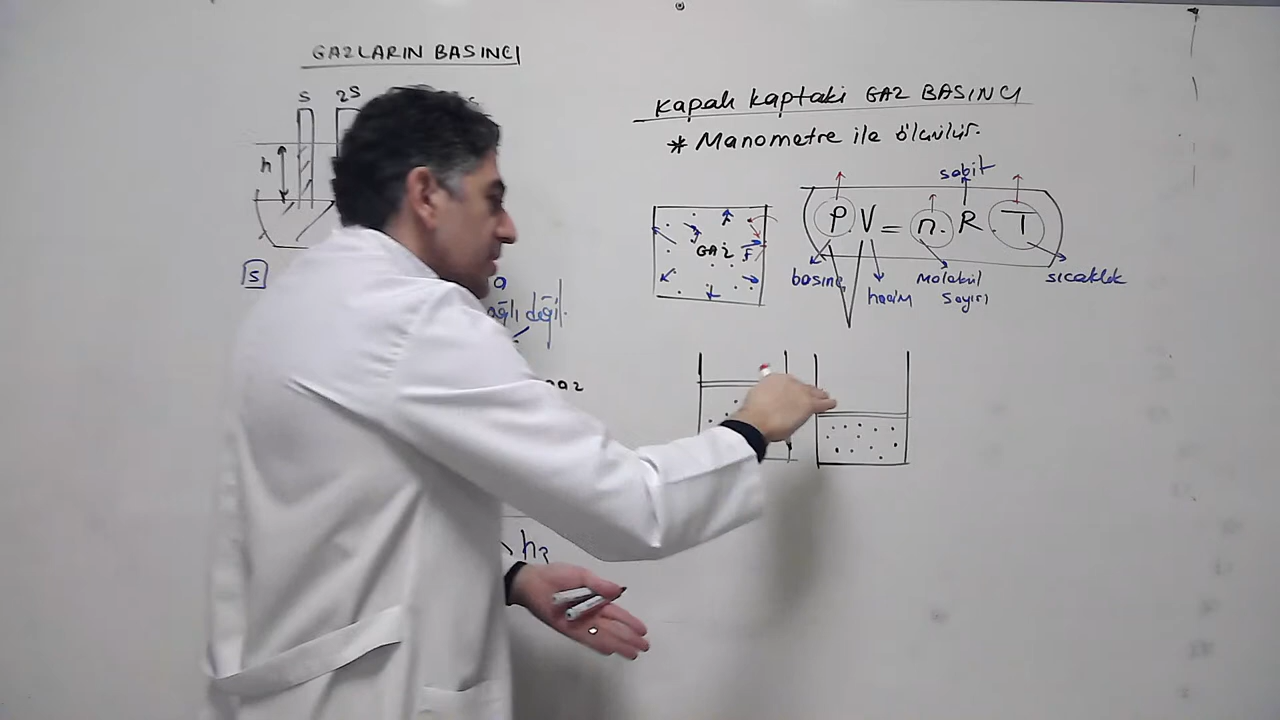 GAZLARIN BASINCI
S 2S
h
S
değil.
gaz
h₂
Kapalı kaptaki GAZ BASINCI
* Manometre ile ölçülür.
sabit
P V = n. R . T
GAZ
F
basınç
hacim
Molekül
Sayısı
sıcaklık